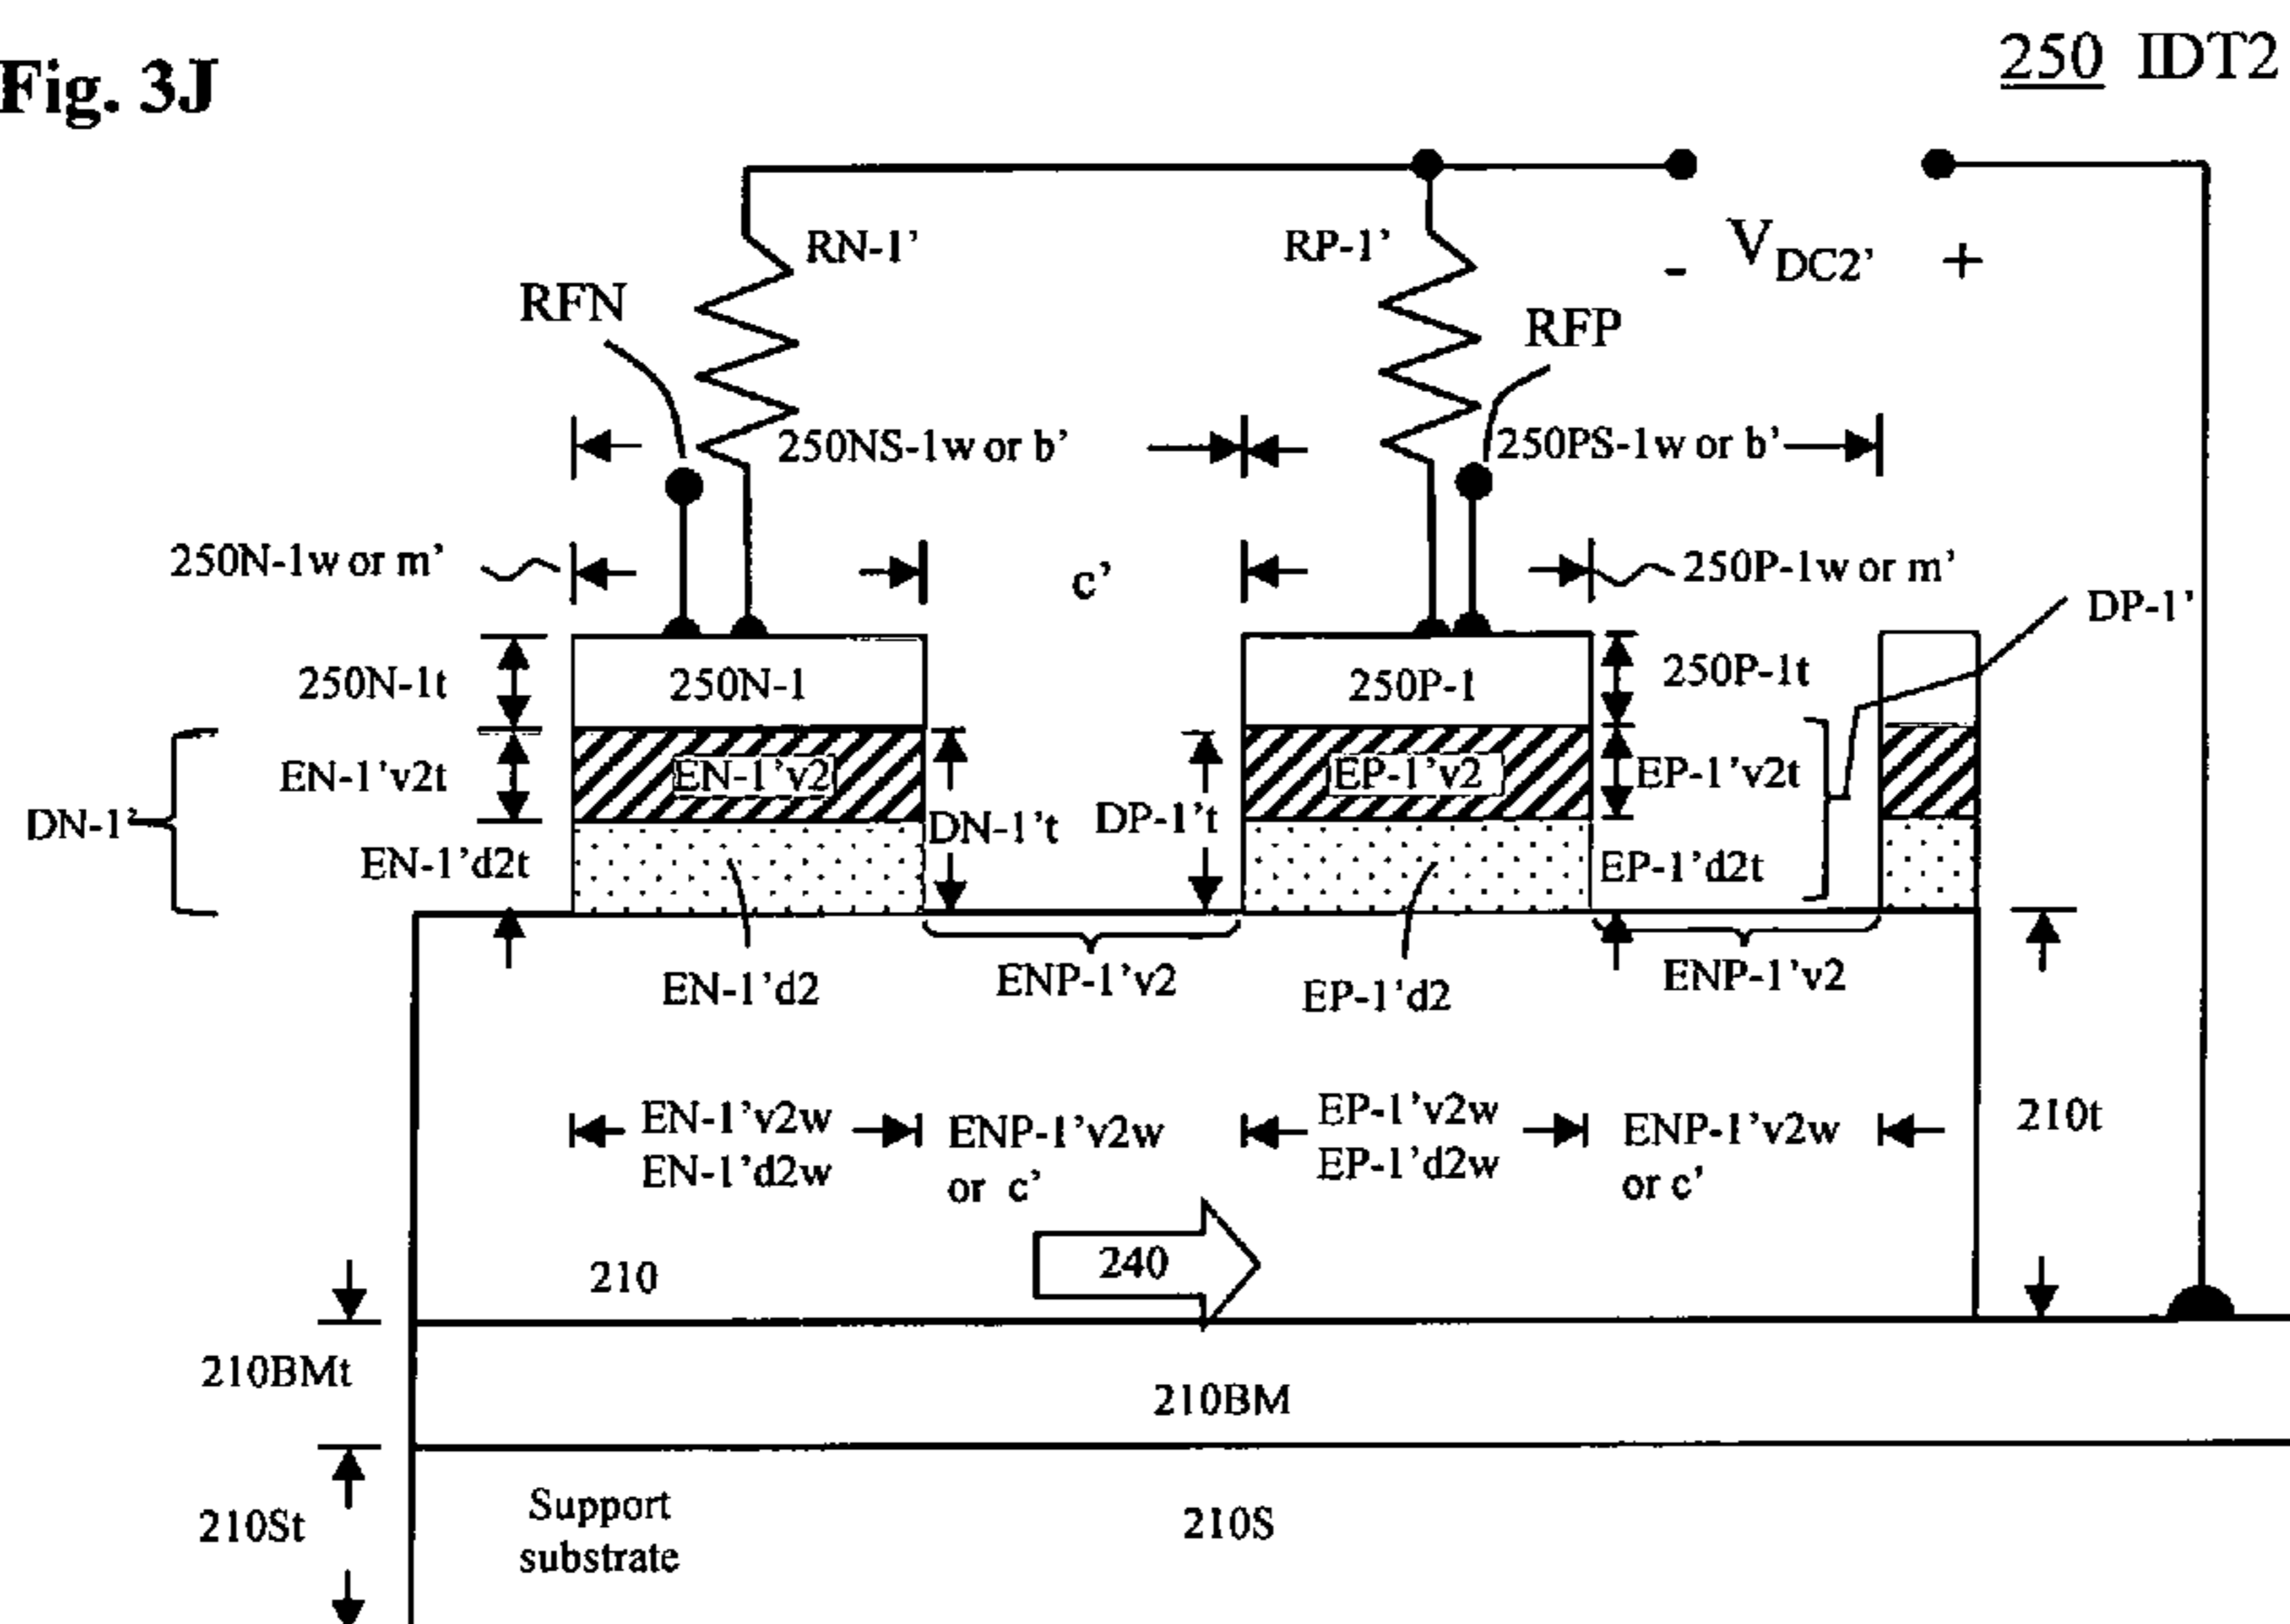 Fig. 3J
250 IDT2
RN-1’
RP-1’
- V DC2’ +
RFN
RFP
250NS-1w or b’
250PS-1w or b’
250N-1w or m’
c’
250P-1w or m’
DP-1’
250N-1t
250N-1
250P-1
250P-1t
EN-1’v2t
EN-1’v2
EP-1’v2
EP-1’v2t
DN-1’
DN-1’t
DP-1’t
EN-1’d2t
EP-1’d2t
EN-1’d2
ENP-1’v2
EP-1’d2
ENP-1’v2
EN-1’v2w
EN-1’d2w
ENP-1’v2w
or c’
EP-1’v2w
EP-1’d2w
ENP-1’v2w
or c’
210t
210
240
210BMt
210BM
210St
Support
substrate
210S